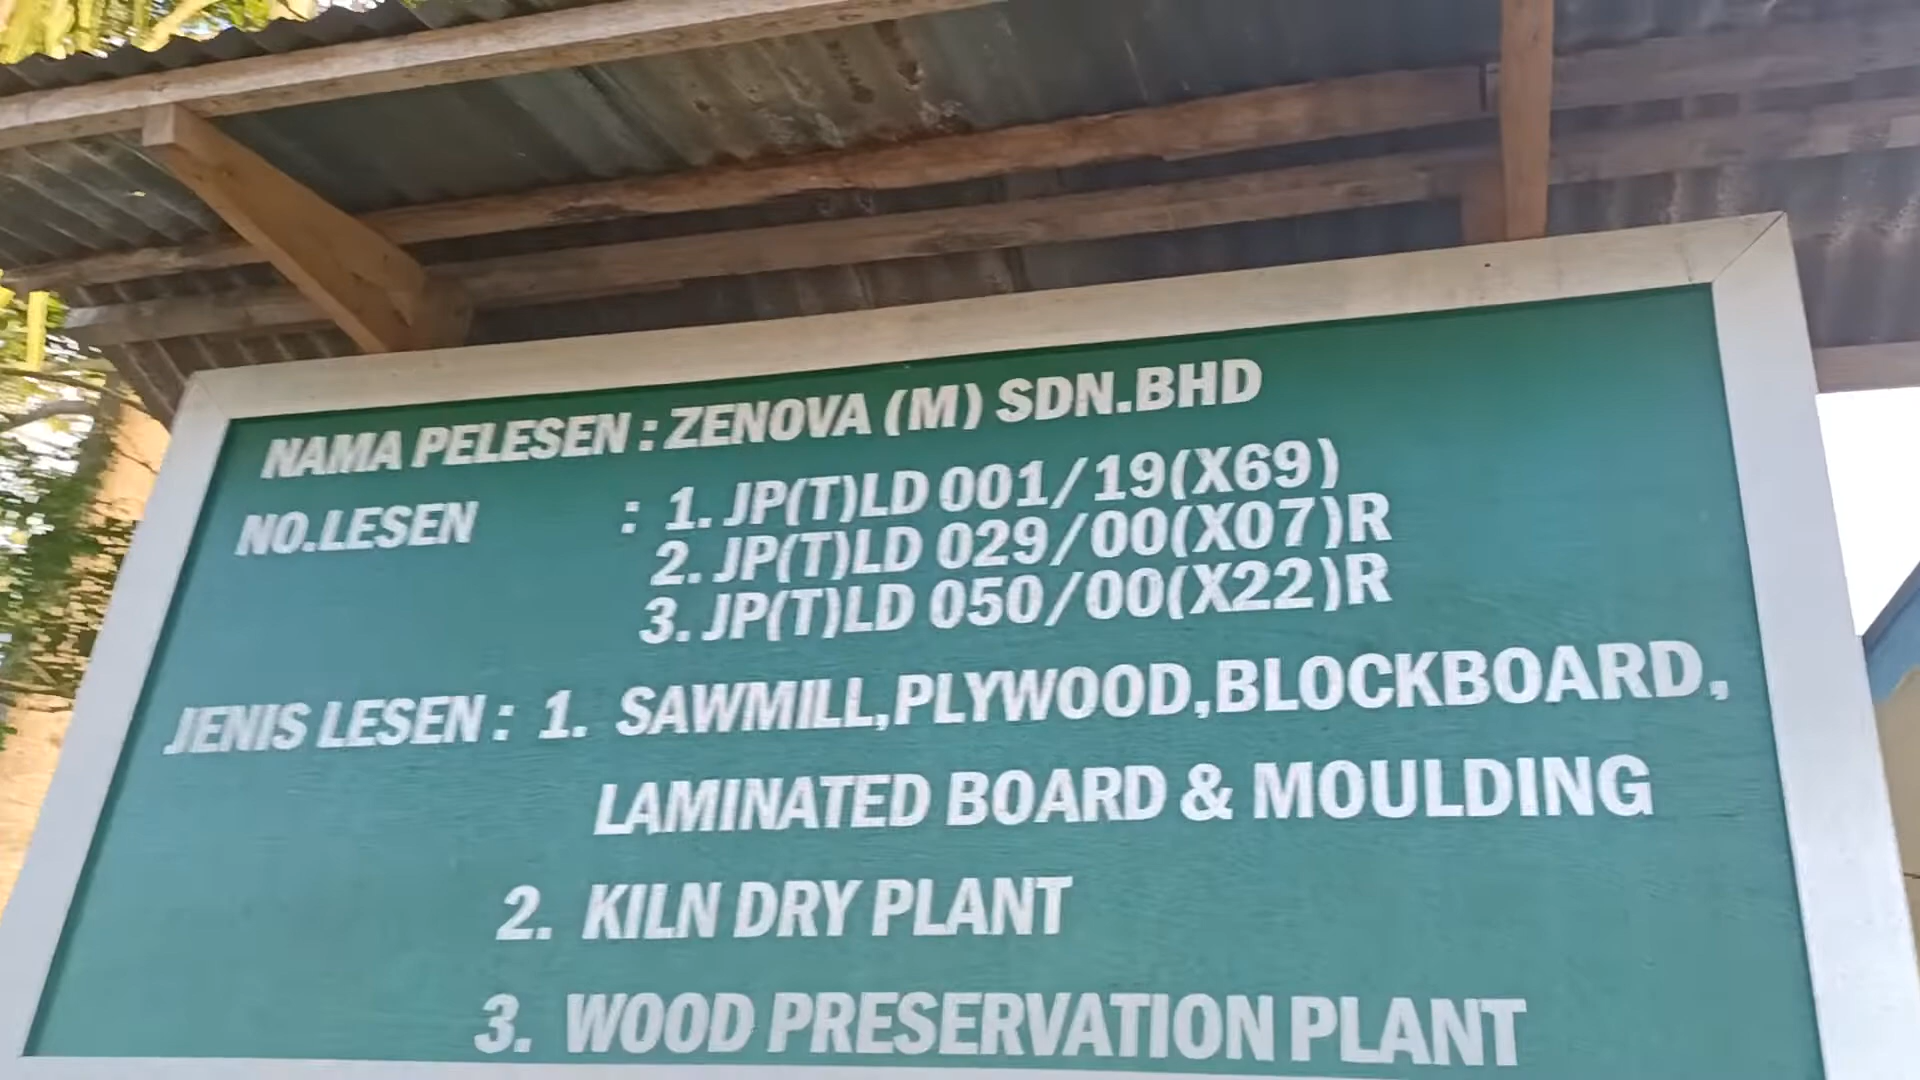 NAMA PELESEN : ZENOVA (M) SDN.BHD
NO.LESEN : 1. JP(T)LD 001/19(X69)
2. JP(T)LD 029/00(X07)R
3. JP(T)LD 050/00(X22)R
JENIS LESEN : 1. SAWMILL,PLYWOOD,BLOCKBOARD,
LAMINATED BOARD & MOULDING
2. KILN DRY PLANT
3. WOOD PRESERVATION PLANT